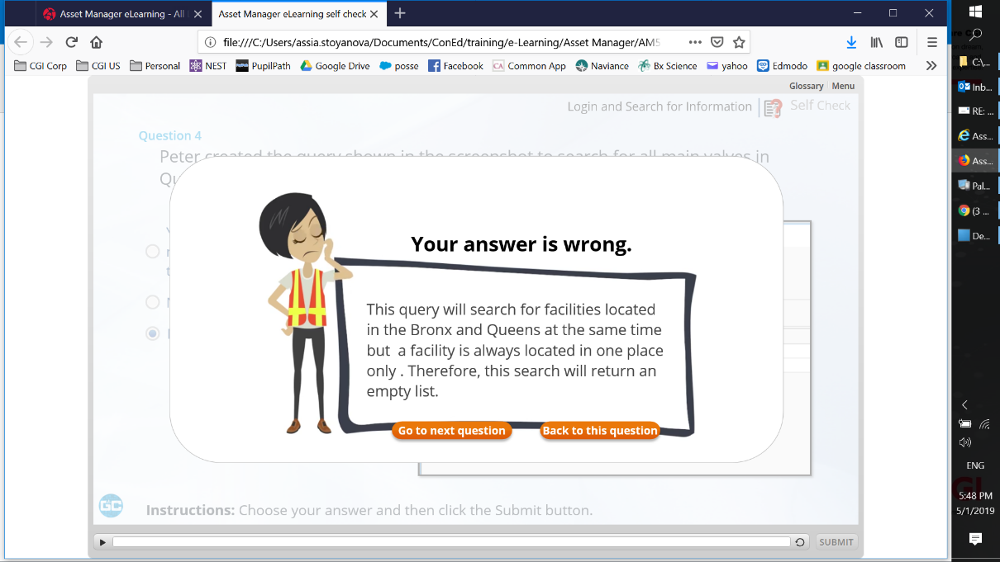 Asset Manager eLearning - All
Asset Manager eLearning self check
file:///C:/Users/assia.stoyanova/Documents/ConEd/training/e-Learning/Asset Manager/AM5
CGI Corp CGI US Personal NEST PupilPath Google Drive posse Facebook CA Common App Naviance Bx Science yahoo Edmodo google classroom
Glossary Menu
Login and Search for Information Self Check
Question 4
Peter created the query shown in the screenshot to search for all main valves in
Your answer is wrong.
This query will search for facilities located
in the Bronx and Queens at the same time
but a facility is always located in one place
only . Therefore, this search will return an
empty list.
Go to next question Back to this question
GC
Instructions: Choose your answer and then click the Submit button.
SUBMIT
C:\...
Inb...
RE: ...
Ass...
Ass...
Pal...
(3 ...
De...
ENG
5:48 PM
5/1/2019